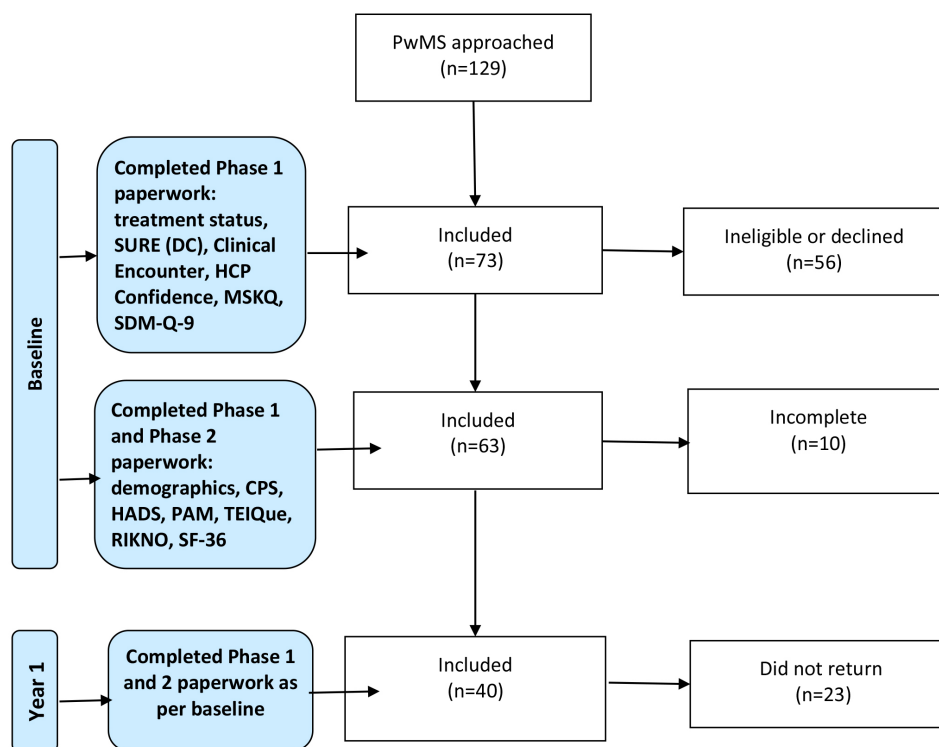 PwMS approached
(n=129)
Baseline
Completed Phase 1
paperwork:
treatment status,
SURE (DC), Clinical
Encounter, HCP
Confidence, MSKQ,
SDM-Q-9
Included
(n=73)
Ineligible or declined
(n=56)
Completed Phase 1
and Phase 2
paperwork:
demographics, CPS,
HADS, PAM, TEIQue,
RIKNO, SF-36
Included
(n=63)
Incomplete
(n=10)
Year 1
Completed Phase 1
and 2 paperwork as
per baseline
Included
(n=40)
Did not return
(n=23)